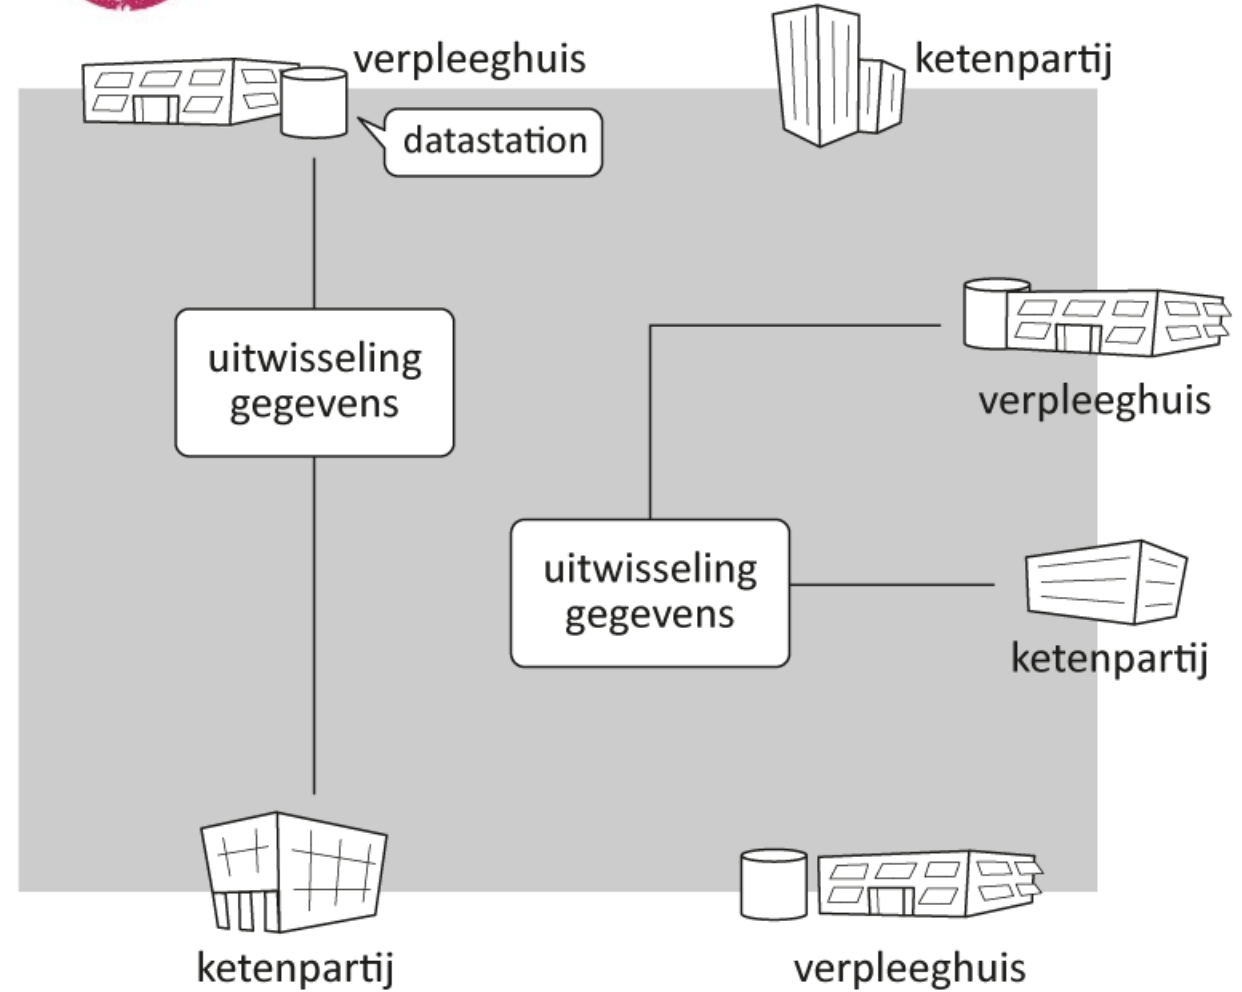 verpleeghuis
ketenpartij
datastation
uitwisseling
gegevens
verpleeghuis
uitwisseling
gegevens
ketenpartij
ketenpartij
verpleeghuis